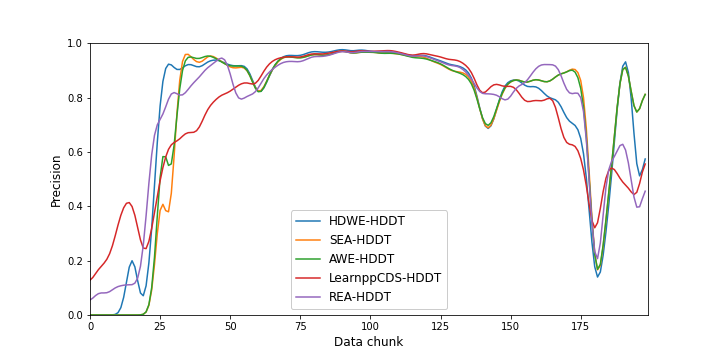 1.0
0.8
0.6
0.4
0.2
0.0
Precision
HDWE-HDDT
SEA-HDDT
AWE-HDDT
LearnppCDS-HDDT
REA-HDDT
0 25 50 75 100 125 150 175
Data chunk